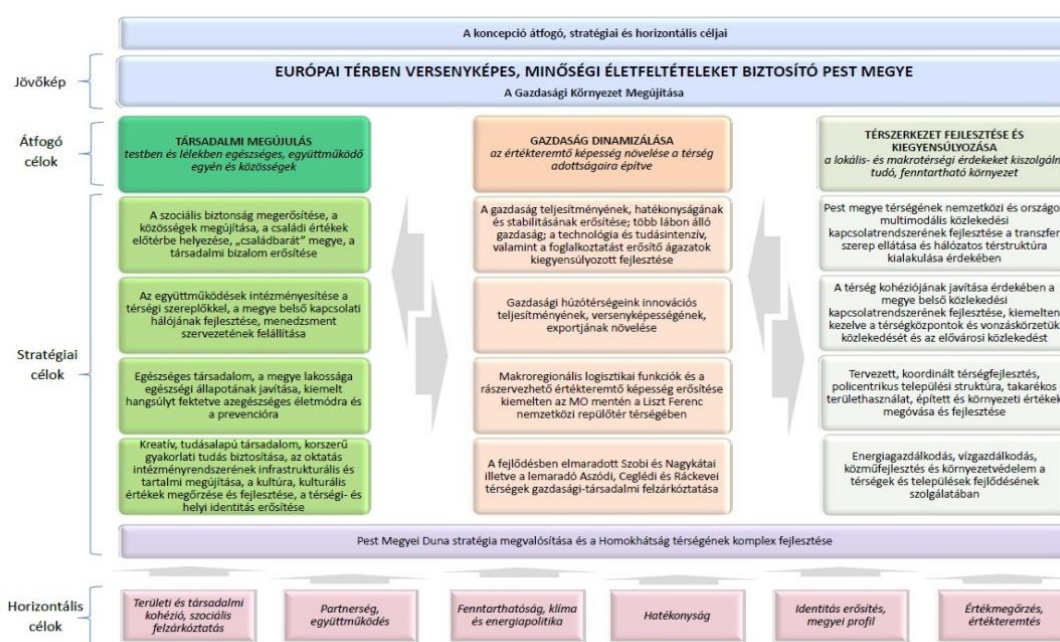 A koncepció átfogó, stratégiai és horizontális céljai
Jövőkép
EURÓPAI TÉRBEN VERSENYKÉPES, MINŐSÉGI ÉLETFELTÉTELEKET BIZTOSÍTÓ PEST MEGYE
A Gazdasági Környezet Megújítása
Átfogó
célok
TÁRSADALMI MEGÚJULÁS
testben és lélekben egészséges, együttműködő
egyén és közösségek
GAZDASÁG DINAMIZÁLÁSA
az értékteremtő képesség növelése a térség
adottságaira építve
TÉRSZERKEZET FEJLESZTÉSE ÉS
KIEGYENSÚLYOZÁSA
a lokális- és makrotérségi érdekeket kiszolgáln
tudó, fenntartható környezet
Stratégiai
célok
A szociális biztonság megerősítése, a
közösségek megújítása, a családi értékek
előtérbe helyezése, „családbarát" megye, a
társadalmi bizalom erősítése
Az együttműködések intézményesítése a
térségi szereplőkkel, a megye belső kapcsolati
hálójának fejlesztése, menedzsment
szervezetének felállítása
Egészséges társadalom, a megye lakossága
egészségi állapotának javítása, kiemelt
hangsúlyt fektetve azegészséges életmódra és
a prevencióra
Kreatív, tudásalapú társadalom, korszerű
gyakorlati tudás biztosítása, az oktatás
intézményrendszerének infrastrukturális és
tartalmi megújítása, a kultúra, kulturális
értékek megőrzése és fejlesztése, a térségi- és
helyi identitás erősítése
A gazdaság teljesítményének, hatékonyságának
és stabilitásának erősítése; több lábon álló
gazdaság; a technológia és tudásintenzív,
valamint a foglalkoztatást erősítő ágazatok
kiegyensúlyozott fejlesztése
Gazdasági húzótérségeink innovációs
teljesítményének, versenyképességének,
exportjának növelése
Makroregionális logisztikai funkciók és a
rászervezhető értékteremtő képesség erősítése
kiemelten az MO mentén a Liszt Ferenc
nemzetközi repülőtér térségében
A fejlődésben elmaradott Szobi és Nagykátai
illetve a lemaradó Aszódi, Ceglédi és Ráckevei
térségek gazdasági-társadalmi felzárkóztatása
Pest megye térségének nemzetközi és országo
multimodális közlekedési
kapcsolatrendszerének fejlesztése a transzfer
szerep ellátása és hálózatos térstruktúra
kialakulása érdekében
A térség kohéziójának javítása érdekében a
megye belső közlekedési
kapcsolatrendszerének fejlesztése, kiemelten
kezelve a térségközpontok és vonzáskörzetük
közlekedését és az elővárosi közlekedést
Tervezett, koordinált térségfejlesztés,
policentrikus települési struktúra, takarékos
területhasználat, épített és környezeti értékek
megóvása és fejlesztése
Energiagazdálkodás, vízgazdálkodás,
közműfejlesztés és környezetvédelem a
térségek és települések fejlődésének
szolgálatában
Pest Megyei Duna stratégia megvalósítása és a Homokhátság térségének komplex fejlesztése
Horizontális
célok
Területi és társadalmi
kohézió, szociális
felzárkóztatás
Partnerség,
együttműködés
Fenntarthatóság, klíma
és energiapolitika
Hatékonyság
Identitás erősítés,
megyei profil
Értékmegőrzés,
értékteremtés